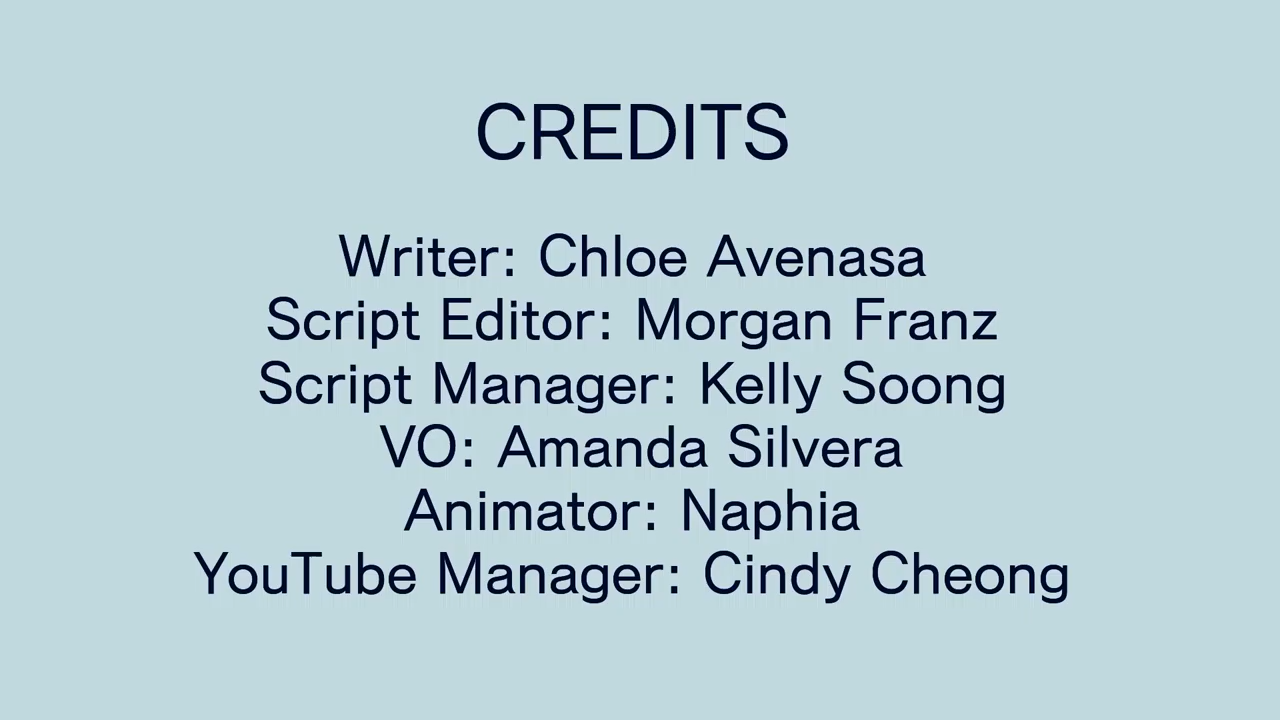 CREDITS
Writer: Chloe Avenasa
Script Editor: Morgan Franz
Script Manager: Kelly Soong
VO: Amanda Silvera
Animator: Naphia
YouTube Manager: Cindy Cheong